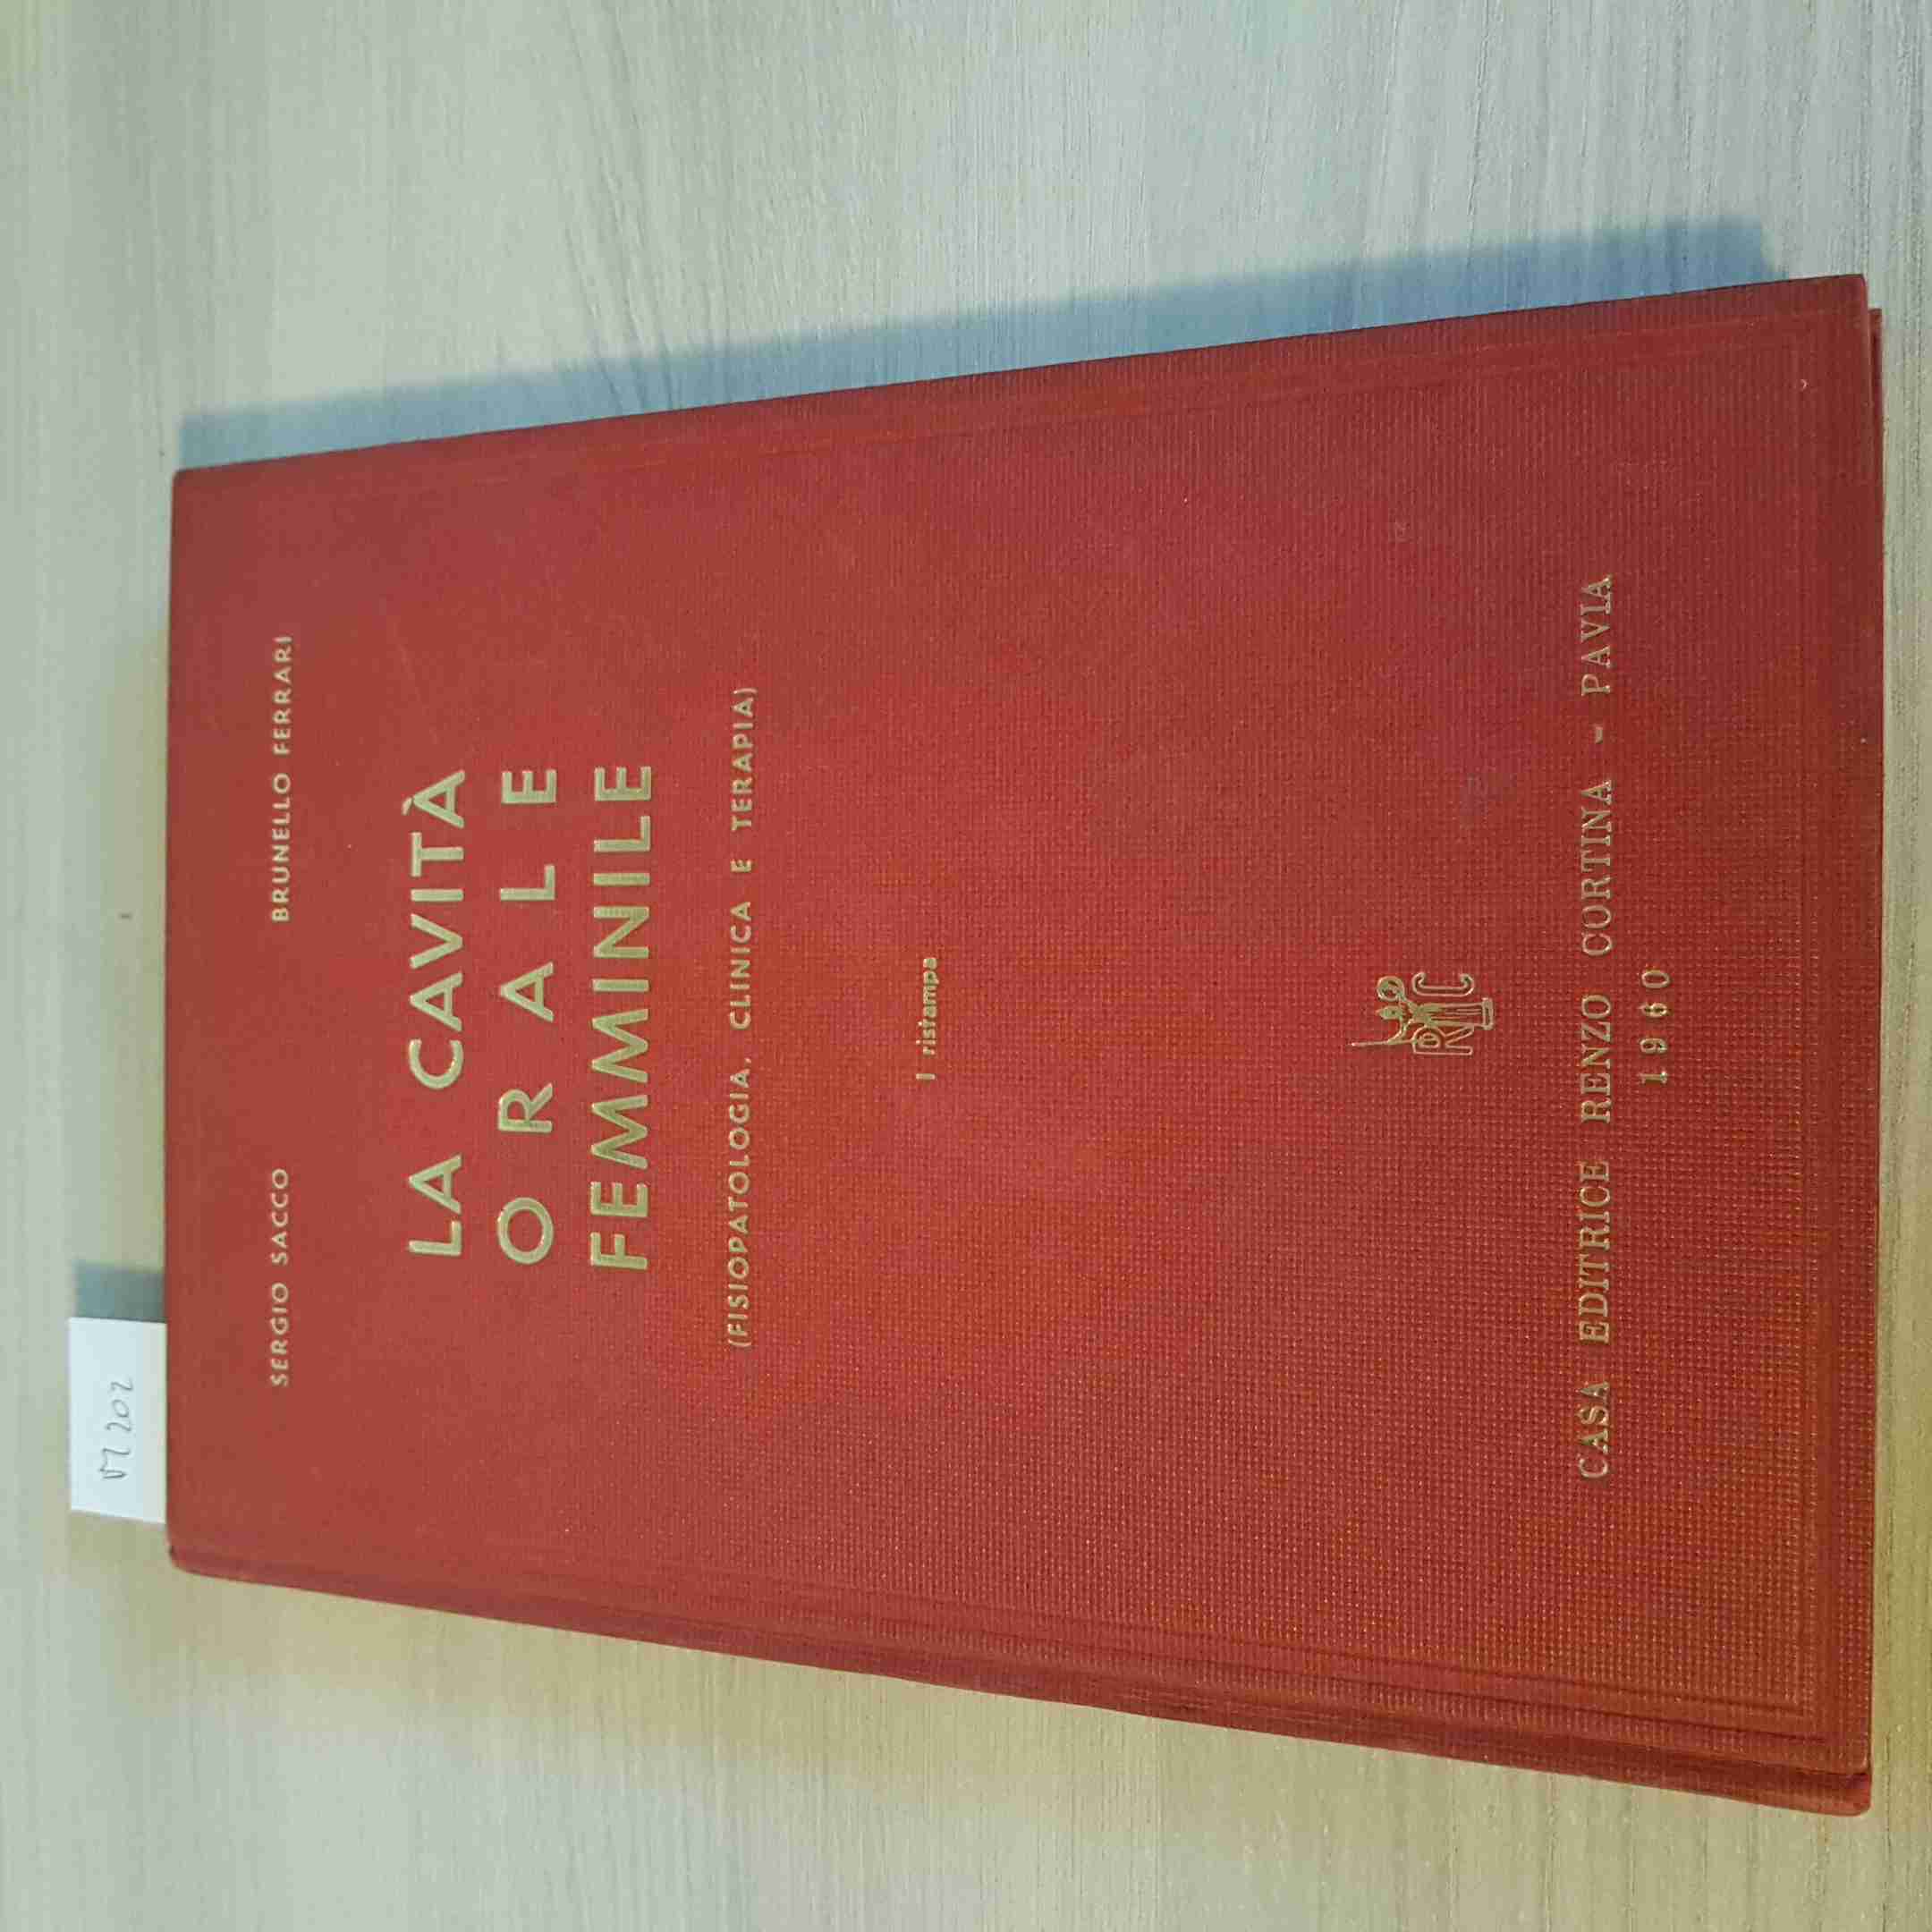 SERGIO SACCO BRUNELLO FERRARI
LA CAVITÀ
ORALE
FEMMINILE
(FISIOPATOLOGIA, CLINICA E TERAPIA)
I ristampa
CASA EDITRICE RENZO CORTINA - PAVIA
1960